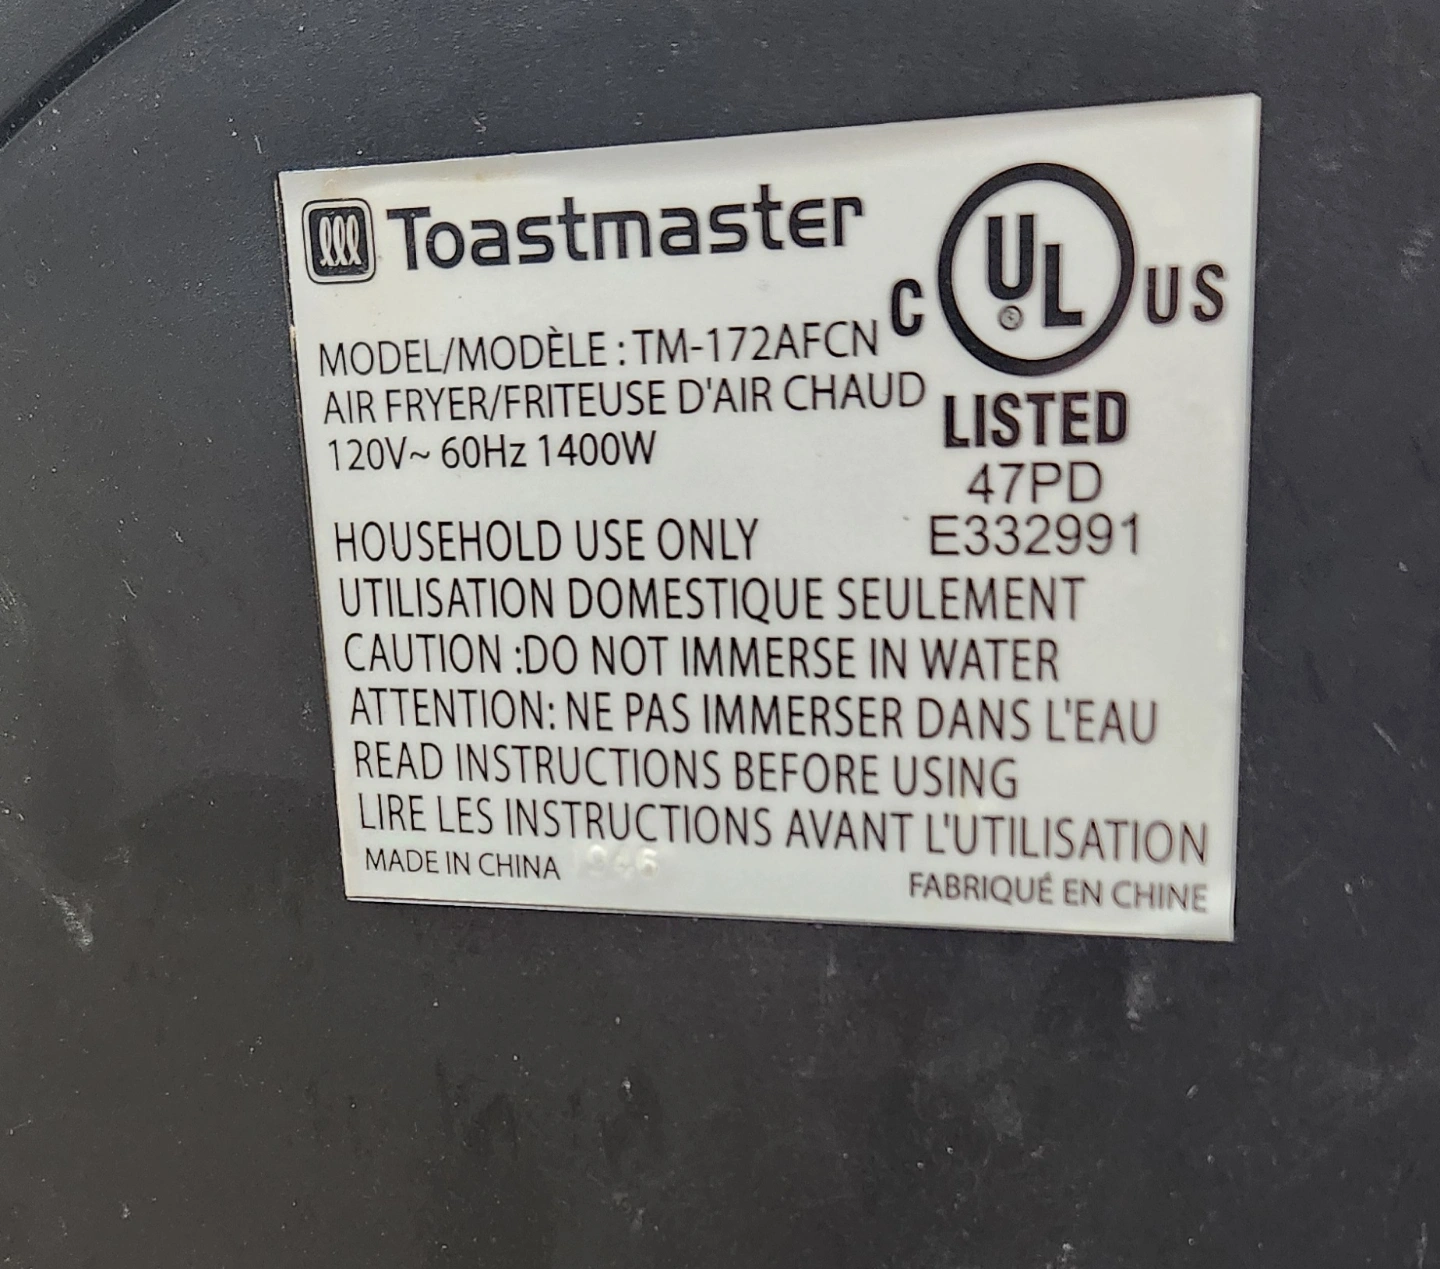 Toastmaster
C UL US
®
LISTED
47PD
E332991
MODEL/MODÈLE : TM-172AFCN
AIR FRYER/FRITEUSE D'AIR CHAUD
120V~ 60Hz 1400W
HOUSEHOLD USE ONLY
UTILISATION DOMESTIQUE SEULEMENT
CAUTION :DO NOT IMMERSE IN WATER
ATTENTION: NE PAS IMMERSER DANS L'EAU
READ INSTRUCTIONS BEFORE USING
LIRE LES INSTRUCTIONS AVANT L'UTILISATION
MADE IN CHINA
FABRIQUÉ EN CHINE